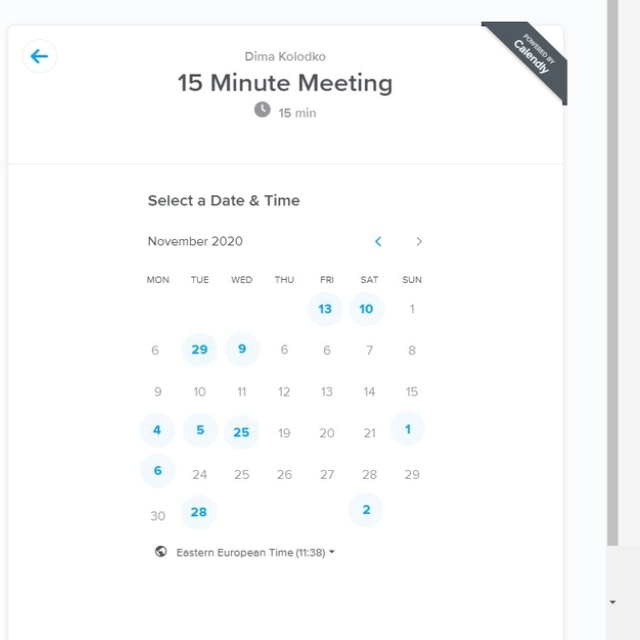 POWERED BY
Calendly
Dima Kolodko
15 Minute Meeting
15 min
Select a Date & Time
November 2020
MON TUE WED THU FRI SAT SUN
13 10 1
6 29 9 6 6 7 8
9 10 11 12 13 14 15
4 5 25 19 20 21 1
6 24 25 26 27 28 29
30 28 2
Eastern European Time (11:38)